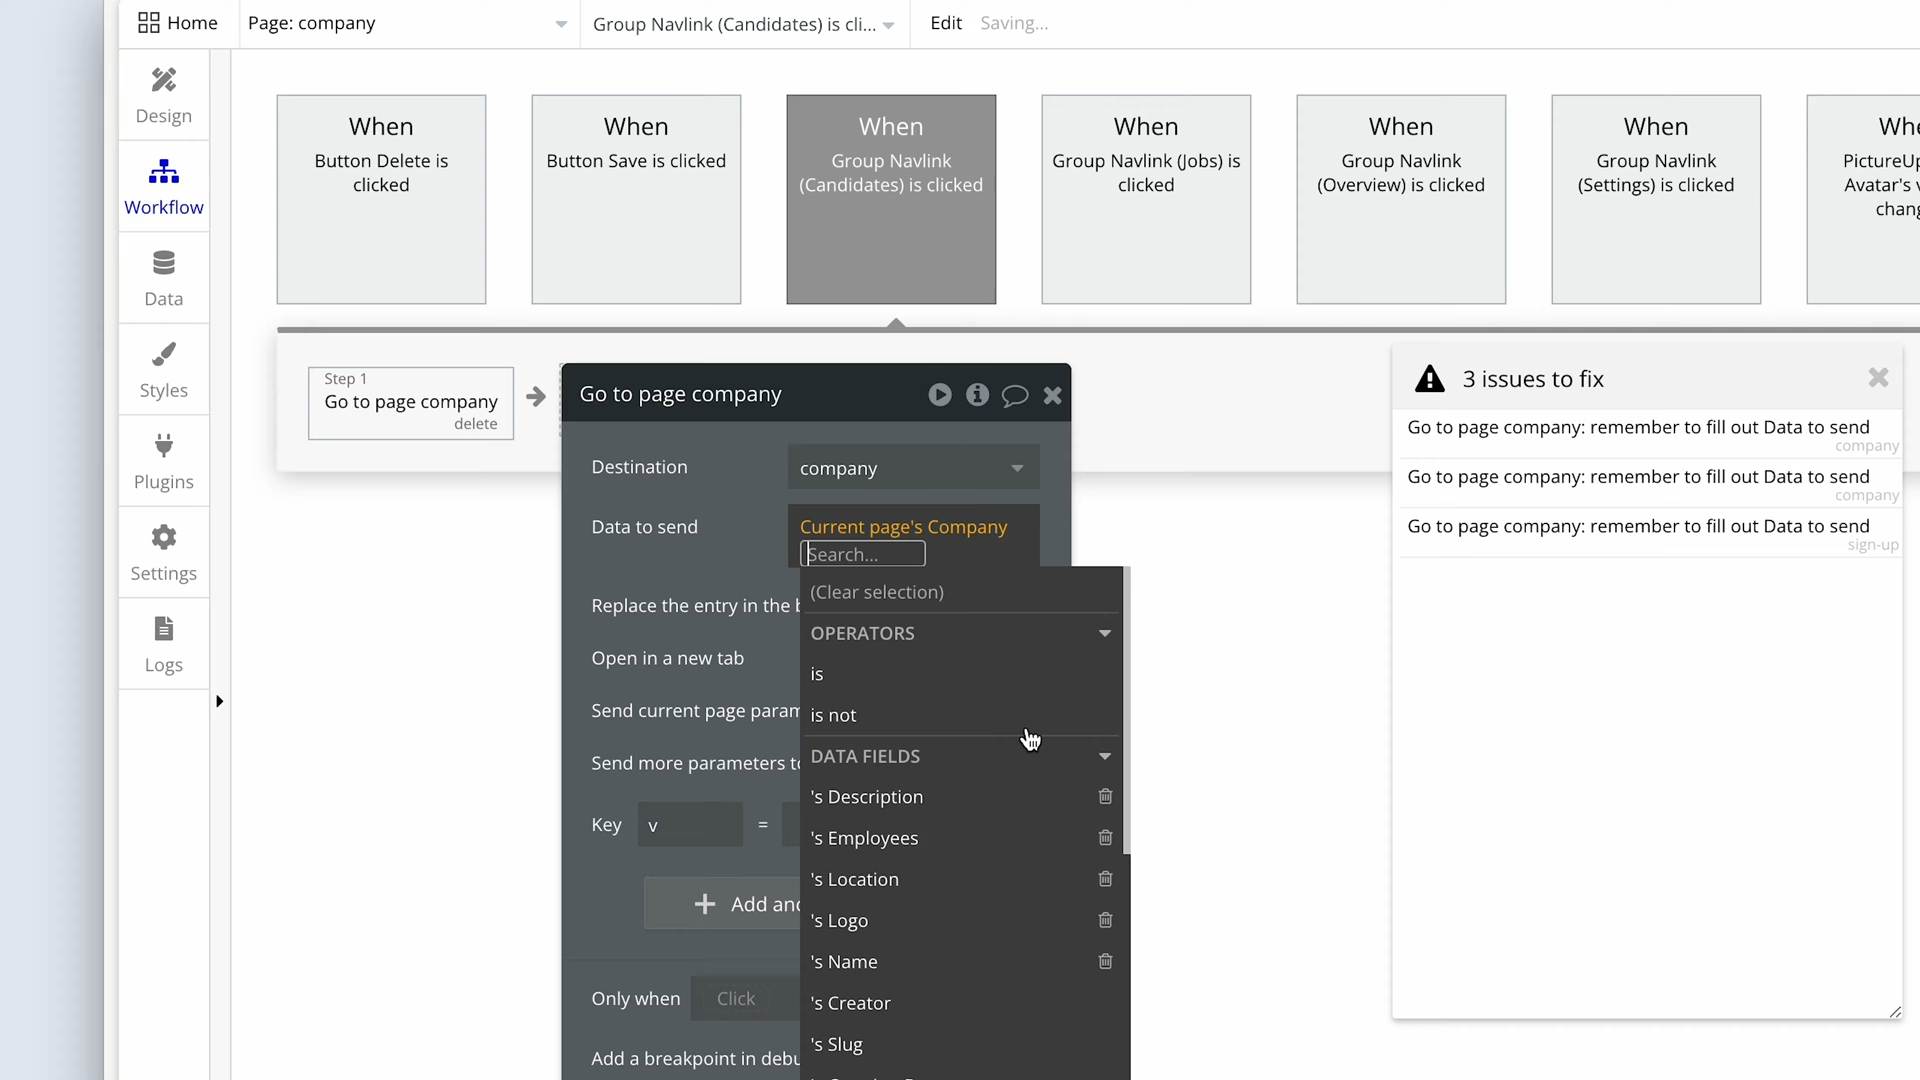 Home
Page: company
Group Navlink (Candidates) is cli...
Edit
Saving...
Design
Workflow
Data
Styles
Plugins
Settings
Logs
When
Button Delete is
clicked
When
Button Save is clicked
When
Group Navlink
(Candidates) is clicked
When
Group Navlink (Jobs) is
clicked
When
Group Navlink
(Overview) is clicked
When
Group Navlink
(Settings) is clicked
Whe
PictureUp
Avatar's v
chang
Step 1
Go to page company
delete
Go to page company
Destination
company
Data to send
Current page's Company
Search...
(Clear selection)
OPERATORS
is
is not
DATA FIELDS
's Description
's Employees
's Location
's Logo
's Name
's Creator
's Slug
Replace the entry in the b
Open in a new tab
Send current page param
Send more parameters to
Key
v
=
Add ano
Only when
Click
Add a breakpoint in debu
3 issues to fix
Go to page company: remember to fill out Data to send
company
Go to page company: remember to fill out Data to send
company
Go to page company: remember to fill out Data to send
sign-up